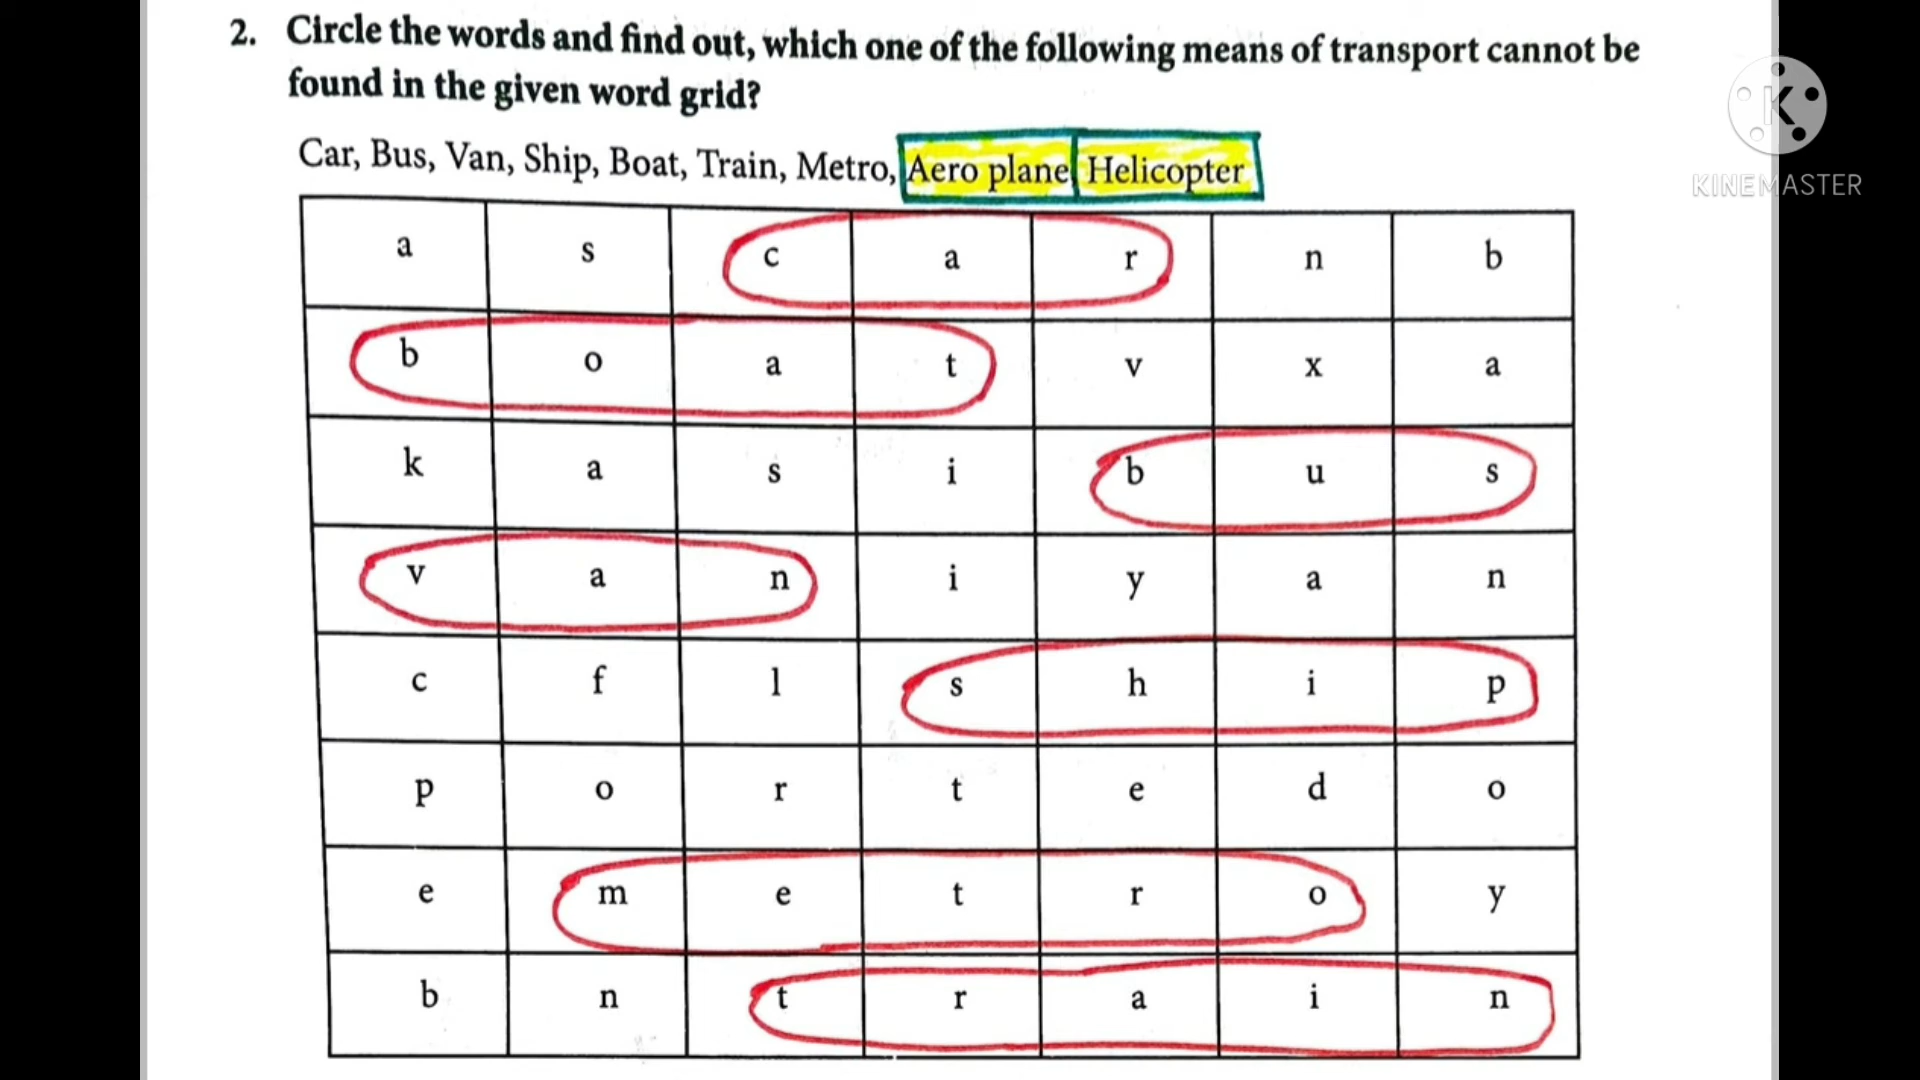 2. Circle the words and find out, which one of the following means of transport cannot be
found in the given word grid?
KINEMASTER
Car, Bus, Van, Ship, Boat, Train, Metro, Aero plane, Helicopter
a s c a r n b
b o a t v x a
k a s i b u s
v a n i y a n
c f l s h i p
p o r t e d o
e m e t r o y
b n t r a i n